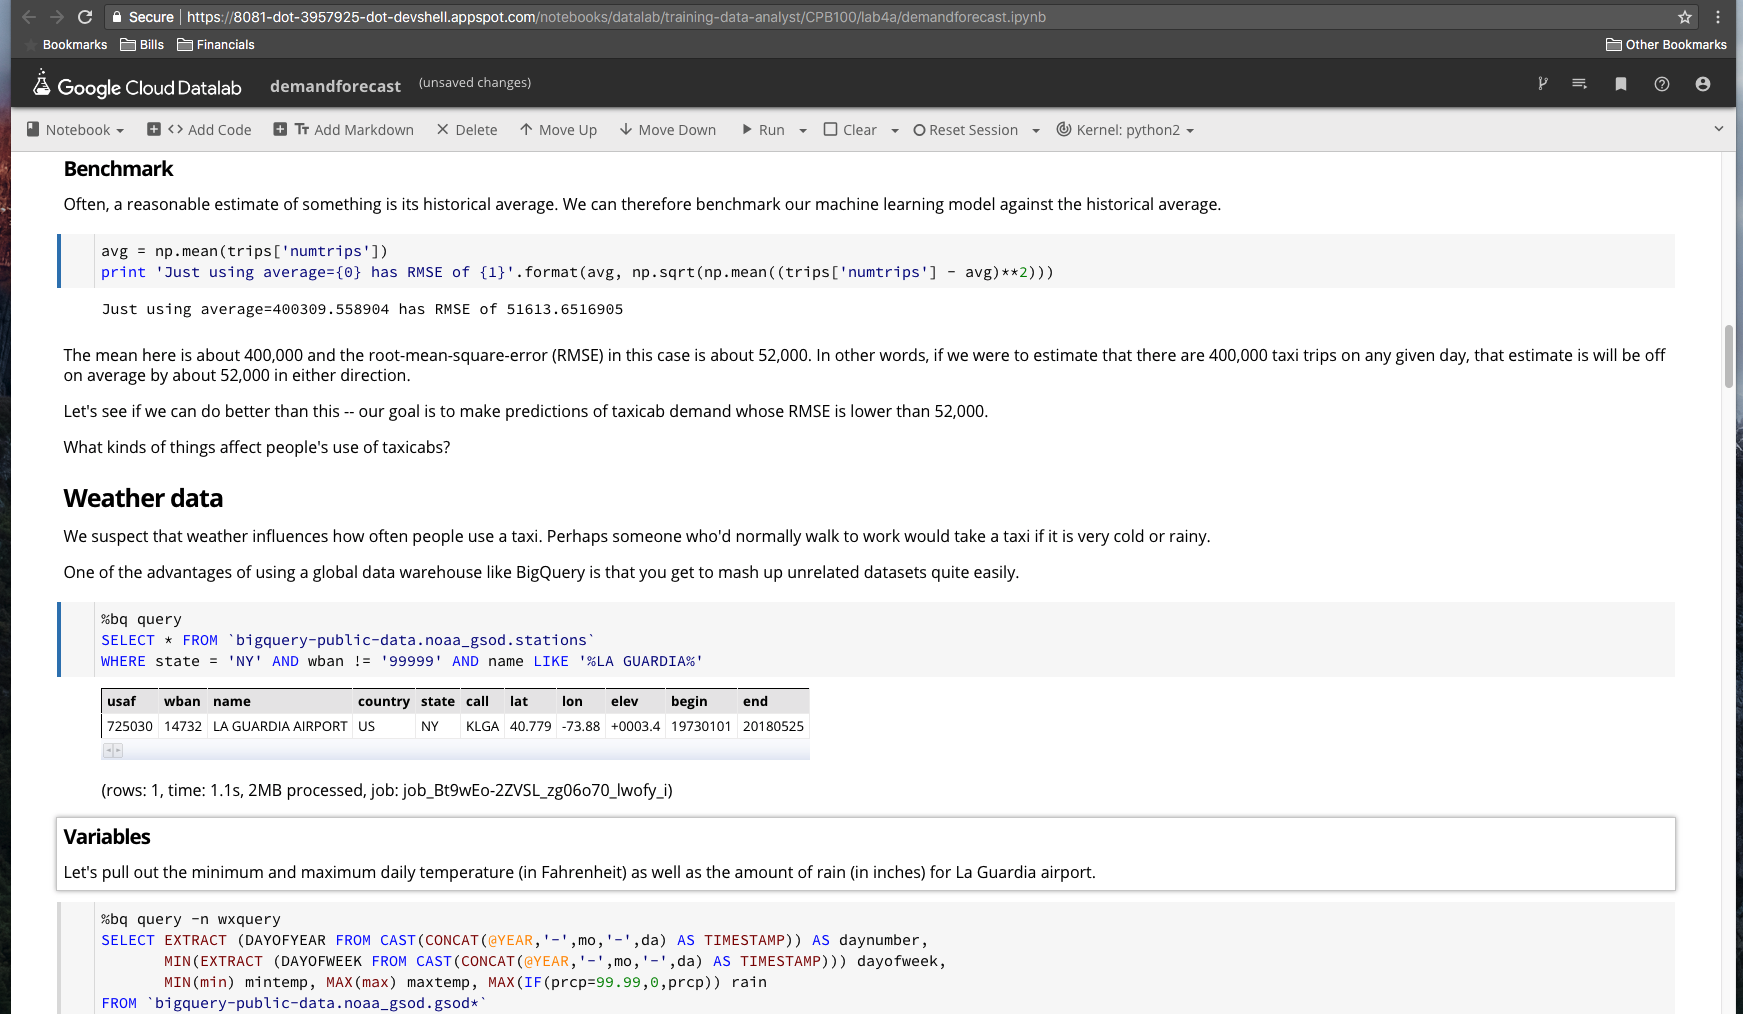 Secure | https://8081-dot-3957925-dot-devshell.appspot.com/notebooks/datalab/training-data-analyst/CPB100/lab4a/demandforecast.ipynb
Bookmarks Bills Financials Other Bookmarks
Google Cloud Datalab demandforecast (unsaved changes)
Notebook Add Code Add Markdown Delete Move Up Move Down Run Clear Reset Session Kernel: python2
Benchmark
Often, a reasonable estimate of something is its historical average. We can therefore benchmark our machine learning model against the historical average.
avg = np.mean(trips['numtrips'])
print 'Just using average={0} has RMSE of {1}'.format(avg, np.sqrt(np.mean((trips['numtrips'] - avg)**2)))
Just using average=400309.558904 has RMSE of 51613.6516905
The mean here is about 400,000 and the root-mean-square-error (RMSE) in this case is about 52,000. In other words, if we were to estimate that there are 400,000 taxi trips on any given day, that estimate is will be off
on average by about 52,000 in either direction.
Let's see if we can do better than this -- our goal is to make predictions of taxicab demand whose RMSE is lower than 52,000.
What kinds of things affect people's use of taxicabs?
Weather data
We suspect that weather influences how often people use a taxi. Perhaps someone who'd normally walk to work would take a taxi if it is very cold or rainy.
One of the advantages of using a global data warehouse like BigQuery is that you get to mash up unrelated datasets quite easily.
%bq query
SELECT * FROM `bigquery-public-data.noaa_gsod.stations`
WHERE state = 'NY' AND wban != '99999' AND name LIKE '%LA GUARDIA%'
usaf wban name country state call lat lon elev begin end
725030 14732 LA GUARDIA AIRPORT US NY KLGA 40.779 -73.88 +0003.4 19730101 20180525
(rows: 1, time: 1.1s, 2MB processed, job: job_Bt9wEo-2ZVSL_zg06o70_lwofy_i)
Variables
Let's pull out the minimum and maximum daily temperature (in Fahrenheit) as well as the amount of rain (in inches) for La Guardia airport.
%bq query -n wxquery
SELECT EXTRACT (DAYOFYEAR FROM CAST(CONCAT(@YEAR,'-',mo,'-',da) AS TIMESTAMP)) AS daynumber,
MIN(EXTRACT (DAYOFWEEK FROM CAST(CONCAT(@YEAR,'-',mo,'-',da) AS TIMESTAMP))) dayofweek,
MIN(min) mintemp, MAX(max) maxtemp, MAX(IF(prcp=99.99,0,prcp)) rain
FROM `bigquery-public-data.noaa_gsod.gsod*`